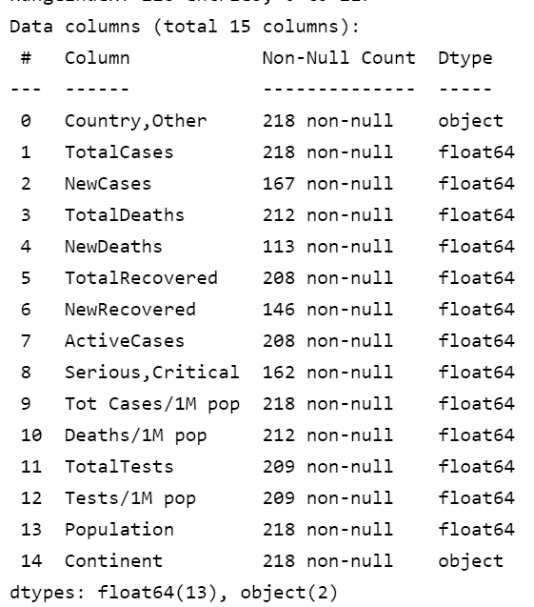 Data columns (total 15 columns):
 #   Column           Non-Null Count  Dtype
---  ------           --------------  -----
 0   Country,Other    218 non-null    object
 1   TotalCases       218 non-null    float64
 2   NewCases         167 non-null    float64
 3   TotalDeaths      212 non-null    float64
 4   NewDeaths        113 non-null    float64
 5   TotalRecovered   208 non-null    float64
 6   NewRecovered     146 non-null    float64
 7   ActiveCases      208 non-null    float64
 8   Serious,Critical 162 non-null    float64
 9   Tot Cases/1M pop 218 non-null    float64
 10  Deaths/1M pop    212 non-null    float64
 11  TotalTests       209 non-null    float64
 12  Tests/1M pop     209 non-null    float64
 13  Population       218 non-null    float64
 14  Continent        218 non-null    object
dtypes: float64(13), object(2)